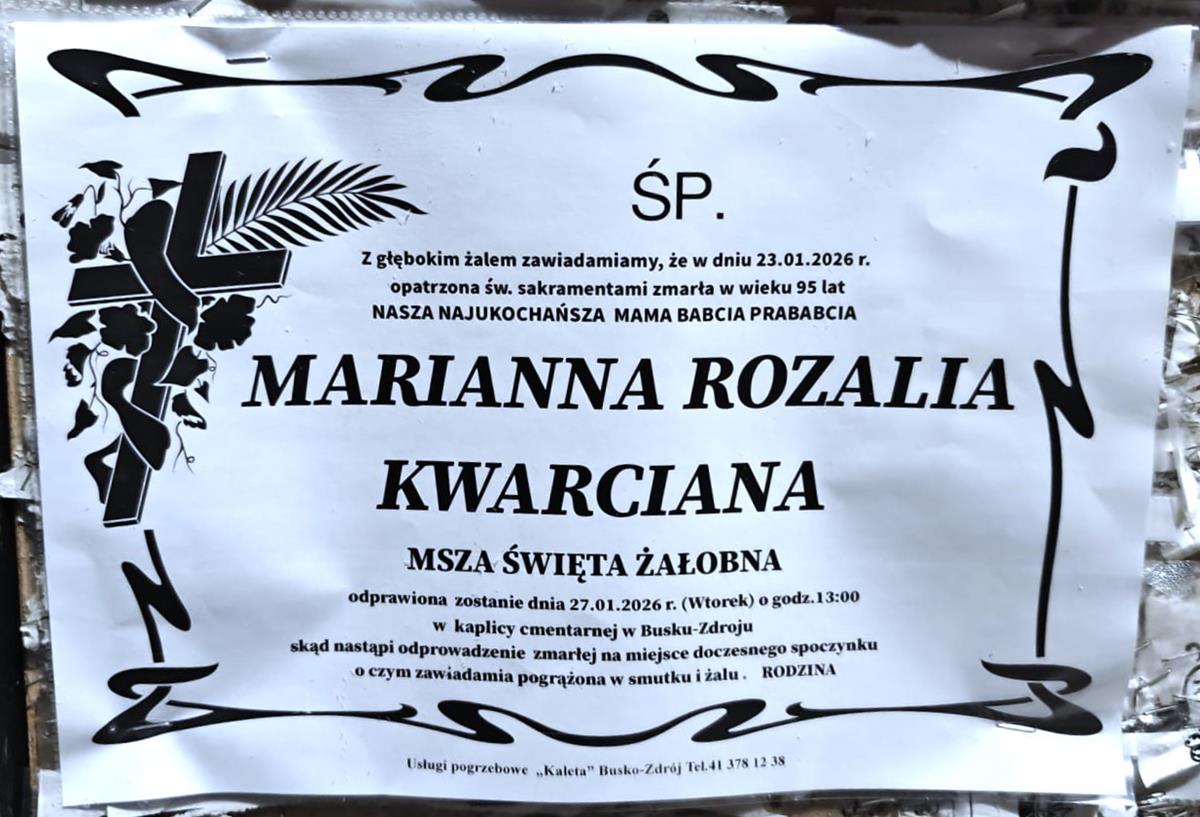 ŚP.
Z głębokim żalem zawiadamiamy, że w dniu 23.01.2026 r.
opatrzona św. sakramentami zmarła w wieku 95 lat
NASZA NAJUKOCHAŃSZA MAMA BABCIA PRABABCIA
MARIANNA ROZALIA
KWARCIANA
MSZA ŚWIĘTA ŻAŁOBNA
odprawiona zostanie dnia 27.01.2026 r. (Wtorek) o godz.13:00
w kaplicy cmentarnej w Busku-Zdroju
skąd nastąpi odprowadzenie zmarłej na miejsce doczesnego spoczynku
o czym zawiadamia pogrążona w smutku i żalu . RODZINA
Usługi pogrzebowe „Kaleta” Busko-Zdrój Tel.41 378 12 38